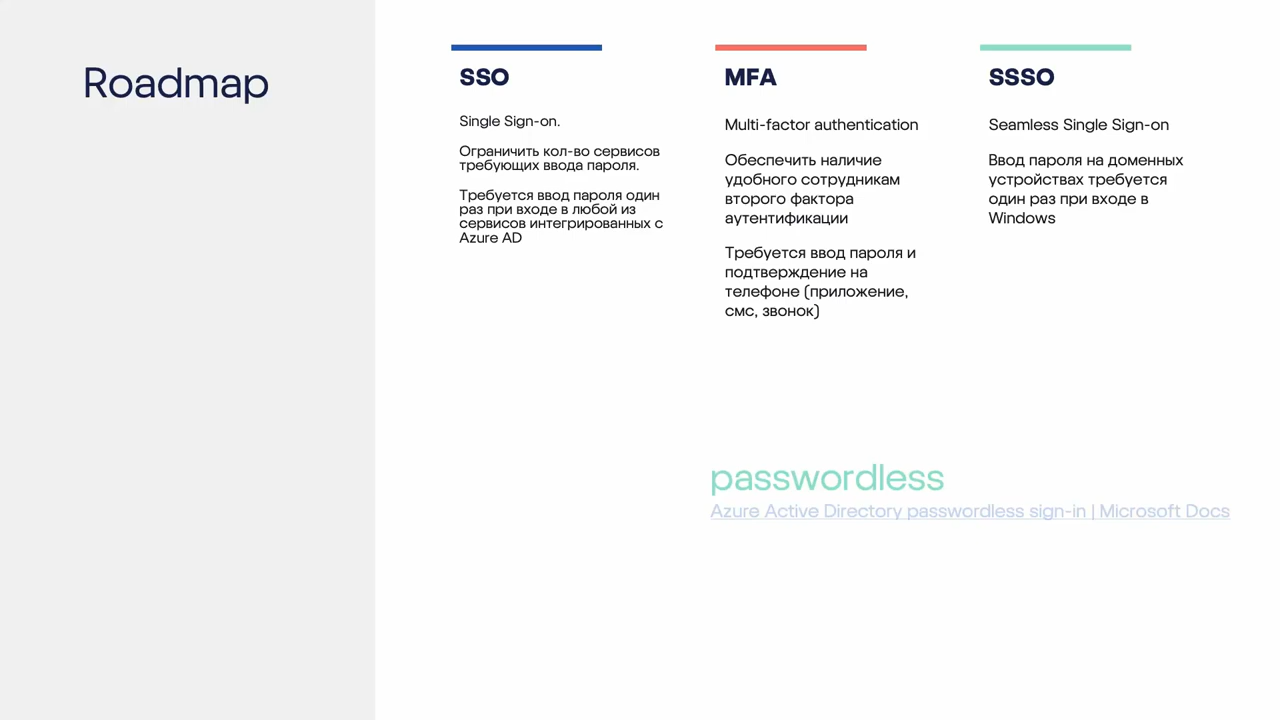 Roadmap
SSO
Single Sign-on.
Ограничить кол-во сервисов
требующих ввода пароля.
Требуется ввод пароля один
раз при входе в любой из
сервисов интегрированных с
Azure AD
MFA
Multi-factor authentication
Обеспечить наличие
удобного сотрудникам
второго фактора
аутентификации
Требуется ввод пароля и
подтверждение на
телефоне (приложение,
смс, звонок)
SSSO
Seamless Single Sign-on
Ввод пароля на доменных
устройствах требуется
один раз при входе в
Windows
passwordless
Azure Active Directory passwordless sign-in | Microsoft Docs